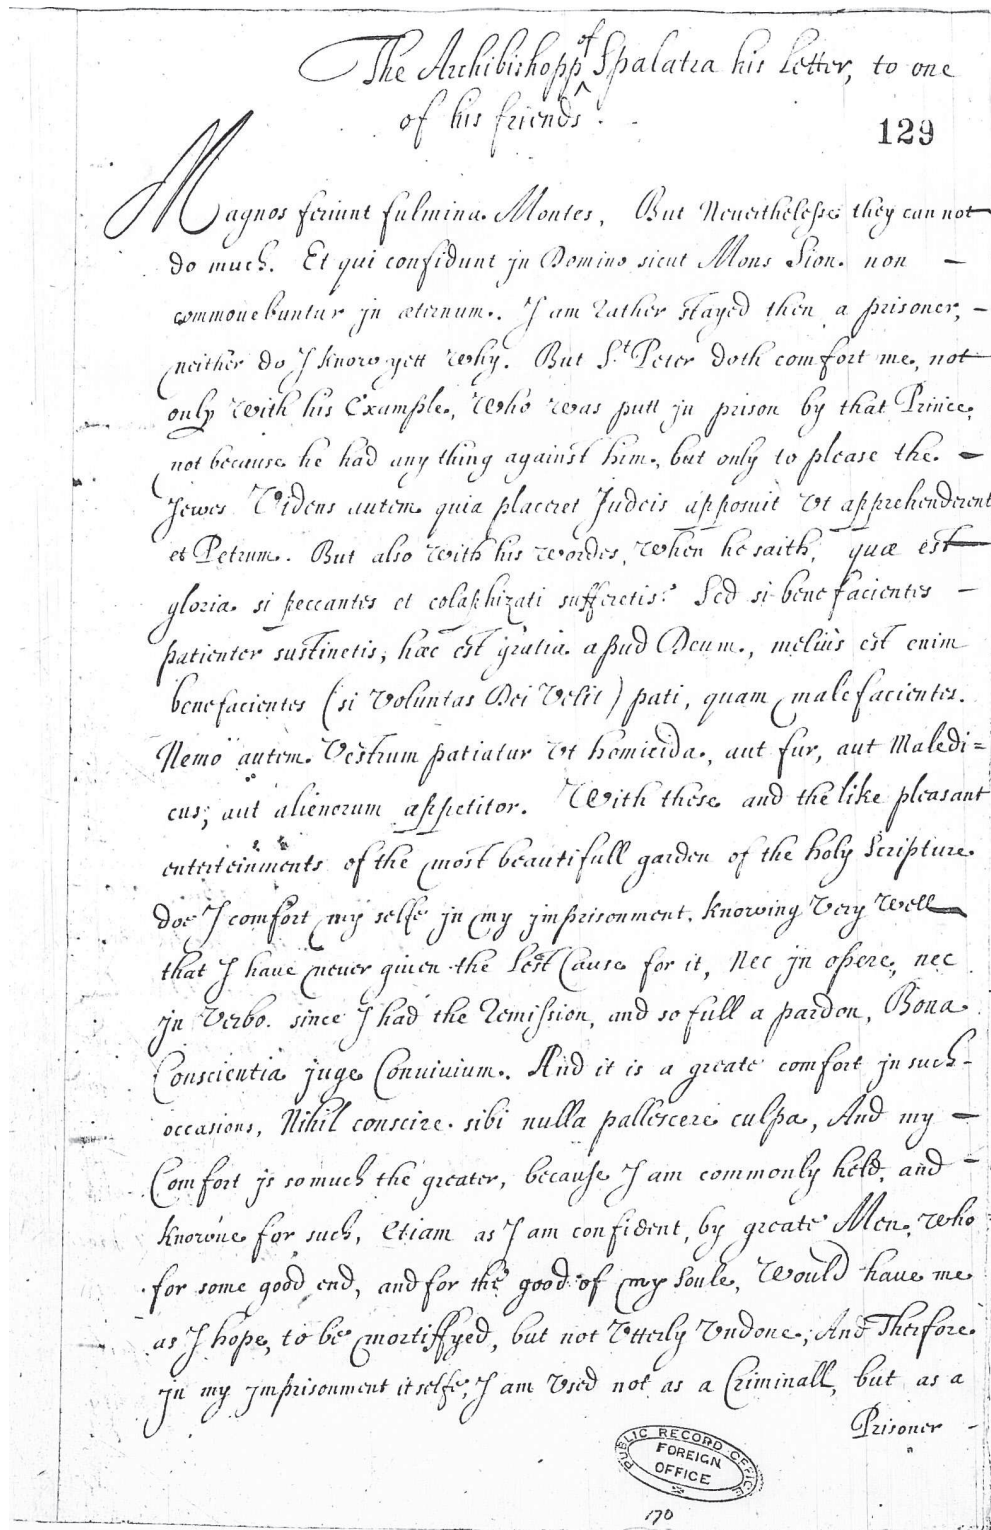 The Archibishopp of Spalatra his Letter, to one
of his friends.
129
Magnos feriunt fulmina Montes, But Neuerthelesse they can not
do much. Et qui confidunt jn Domino sicut Mons Sion non -
commouebuntur jn æternum. J am rather stayed then a prisoner, -
neither do J know yett why. But St. Peter doth comfort me, not
only with his Example, who was putt jn prison by that Prince,
not because he had any thing against him, but only to please the -
Jewes Videns autem quia placeret Judeis apposuit Vt apprehenderent
et Petrum. But also with his wordes, when he saith, quæ est
gloria si peccantes et colaphizati sufferetis? Sed si benefacientes -
patienter sustinetis, hæc est gratia apud Deum, melius est enim
benefacientes (si Voluntas Dei Velit) pati, quam malefacientes.
Nemo autem Vestrum patiatur Vt homicida, aut fur, aut Maledi=
cus, aut alienorum appetitor. With these and the like pleasant
enterteinments of the most beautifull garden of the holy Scripture
doe J comfort my selfe jn my jmprisonment, knowing Very Well
that J haue neuer giuen the lest Cause for it, Nec jn opere, nec
jn Verbo. since J had the Remission, and so full a pardon, Bona
Conscientia juge Conuiuium. And it is a greate comfort jn such-
occasions, Nihil conscire sibi nulla pallescere culpa, And my -
Comfort js so much the greater, because J am commonly held, and -
knowne for such, Etiam as J am confident, by greate Men, who
for some good end, and for the good of my Soule, Would haue me
as J hope, to be mortiffyed, but not Vtterly Vndone, And Therfore
jn my jmprisonment it selfe, J am Vsed not as a Criminall, but as a
Prisoner -
PUBLIC RECORD OFFICE
FOREIGN
OFFICE
170